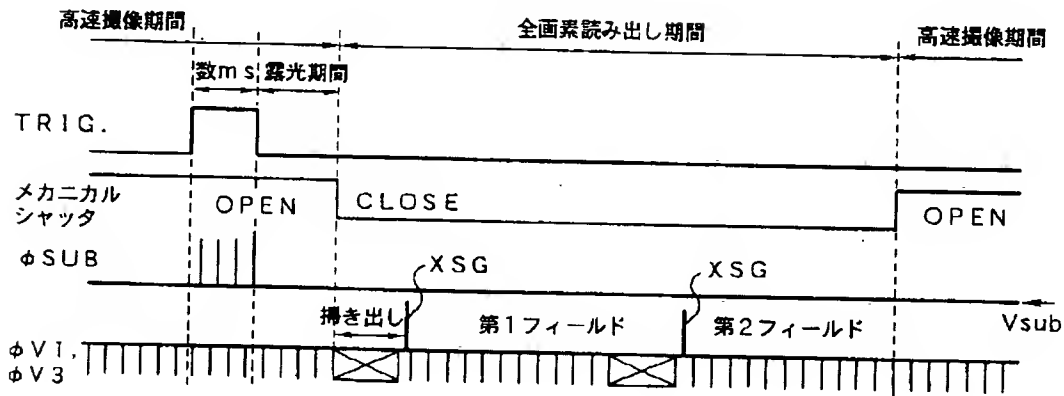 高速撮像期間
全画素読み出し期間
高速撮像期間
数ms
露光期間
TRIG.
メカニカル
シャッタ
OPEN
CLOSE
OPEN
φSUB
XSG
XSG
掃き出し
第1フィールド
第2フィールド
Vsub
φV1,
φV3